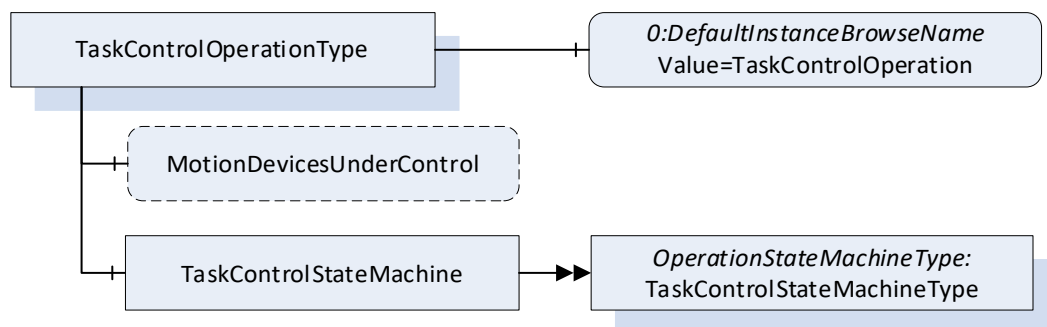 TaskControlOperationType
0:DefaultInstanceBrowseName
Value=TaskControlOperation
MotionDevicesUnderControl
TaskControlStateMachine
OperationStateMachineType:
TaskControlStateMachineType